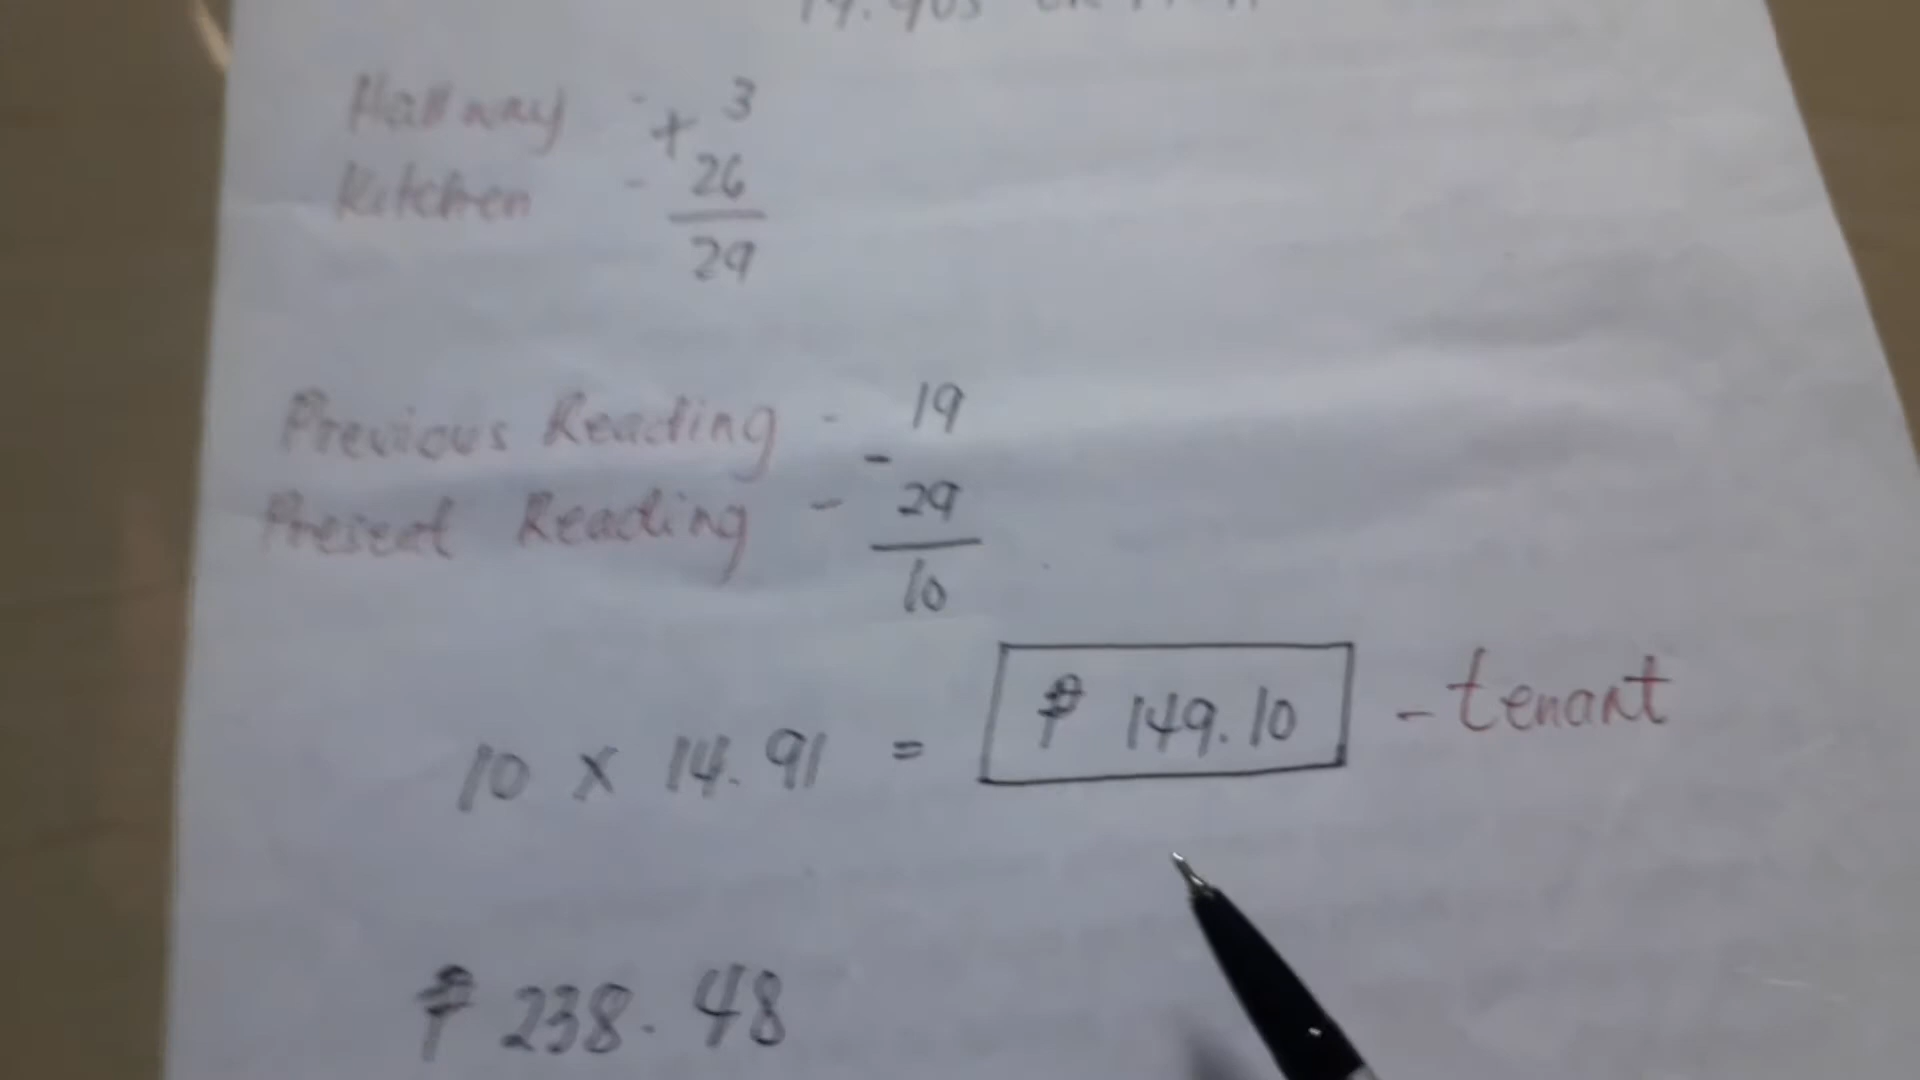 Hallway - 3
+
Kitchen - 26
29
Previous Reading - 19
-
Present Reading - 29
10
10 x 14.91 = ₱ 149.10 - tenant
₱ 238.48